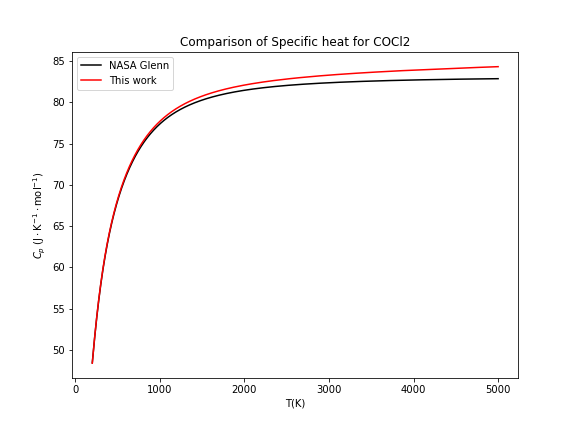 Comparison of Specific heat for COCl2
NASA Glenn
This work
85
80
75
70
65
60
55
50
C_p (J · K⁻¹ · mol⁻¹)
0
1000
2000
3000
4000
5000
T(K)